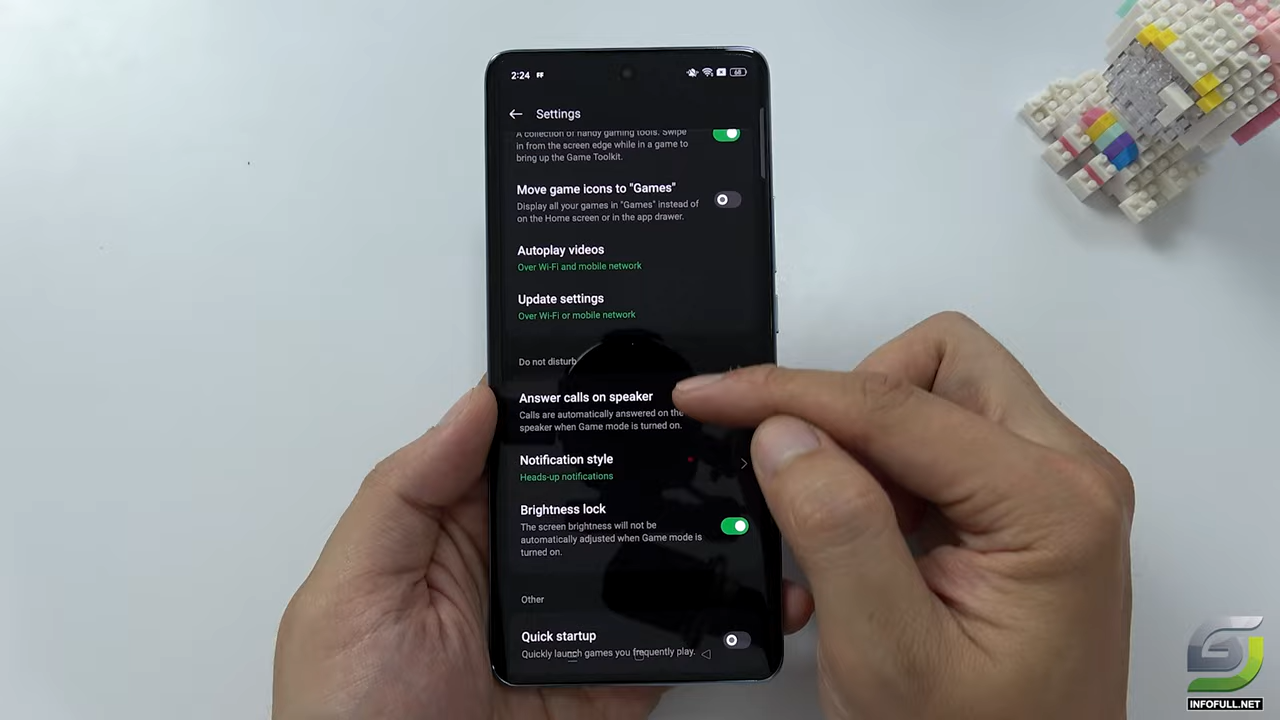 2:24
68
Settings
A collection of handy gaming tools. Swipe
in from the screen edge while in a game to
bring up the Game Toolkit.
Move game icons to "Games"
Display all your games in "Games" instead of
on the Home screen or in the app drawer.
Autoplay videos
Over Wi-Fi and mobile network
Update settings
Over Wi-Fi or mobile network
Do not disturb
Answer calls on speaker
Calls are automatically answered on the
speaker when Game mode is turned on.
Notification style
Heads-up notifications
Brightness lock
The screen brightness will not be
automatically adjusted when Game mode is
turned on.
Other
Quick startup
Quickly launch games you frequently play.
INFOFULL.NET